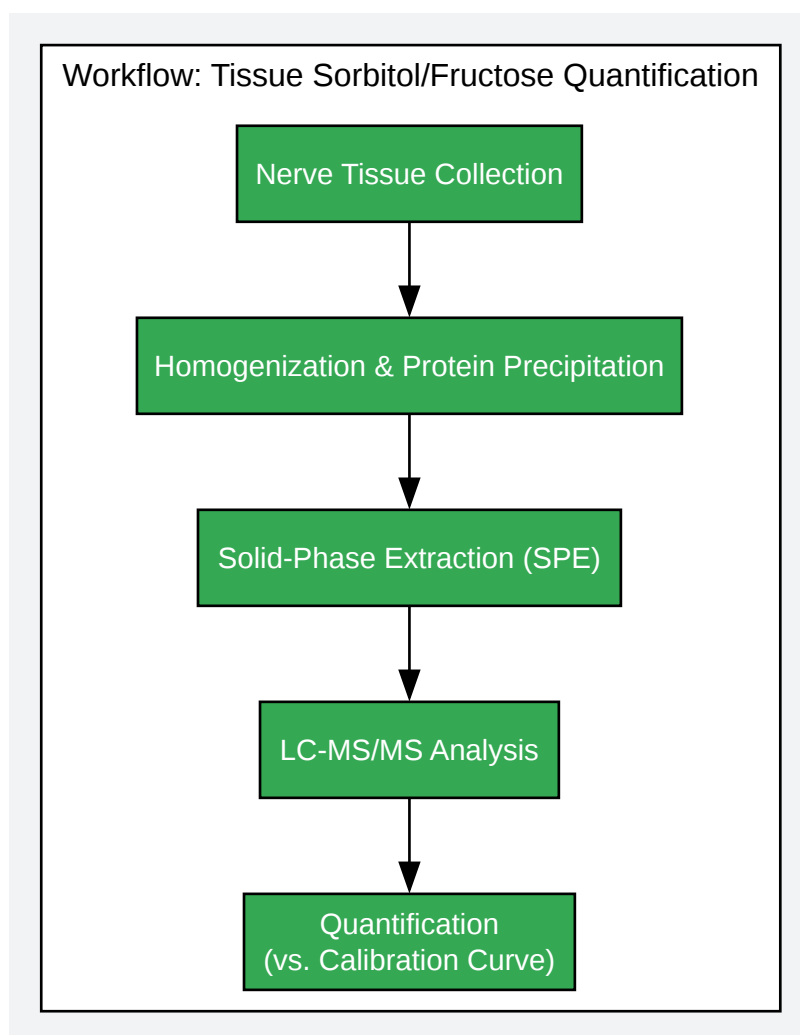 Workflow: Tissue Sorbitol/Fructose Quantification
Nerve Tissue Collection
Homogenization & Protein Precipitation
Solid-Phase Extraction (SPE)
LC-MS/MS Analysis
Quantification
(vs. Calibration Curve)